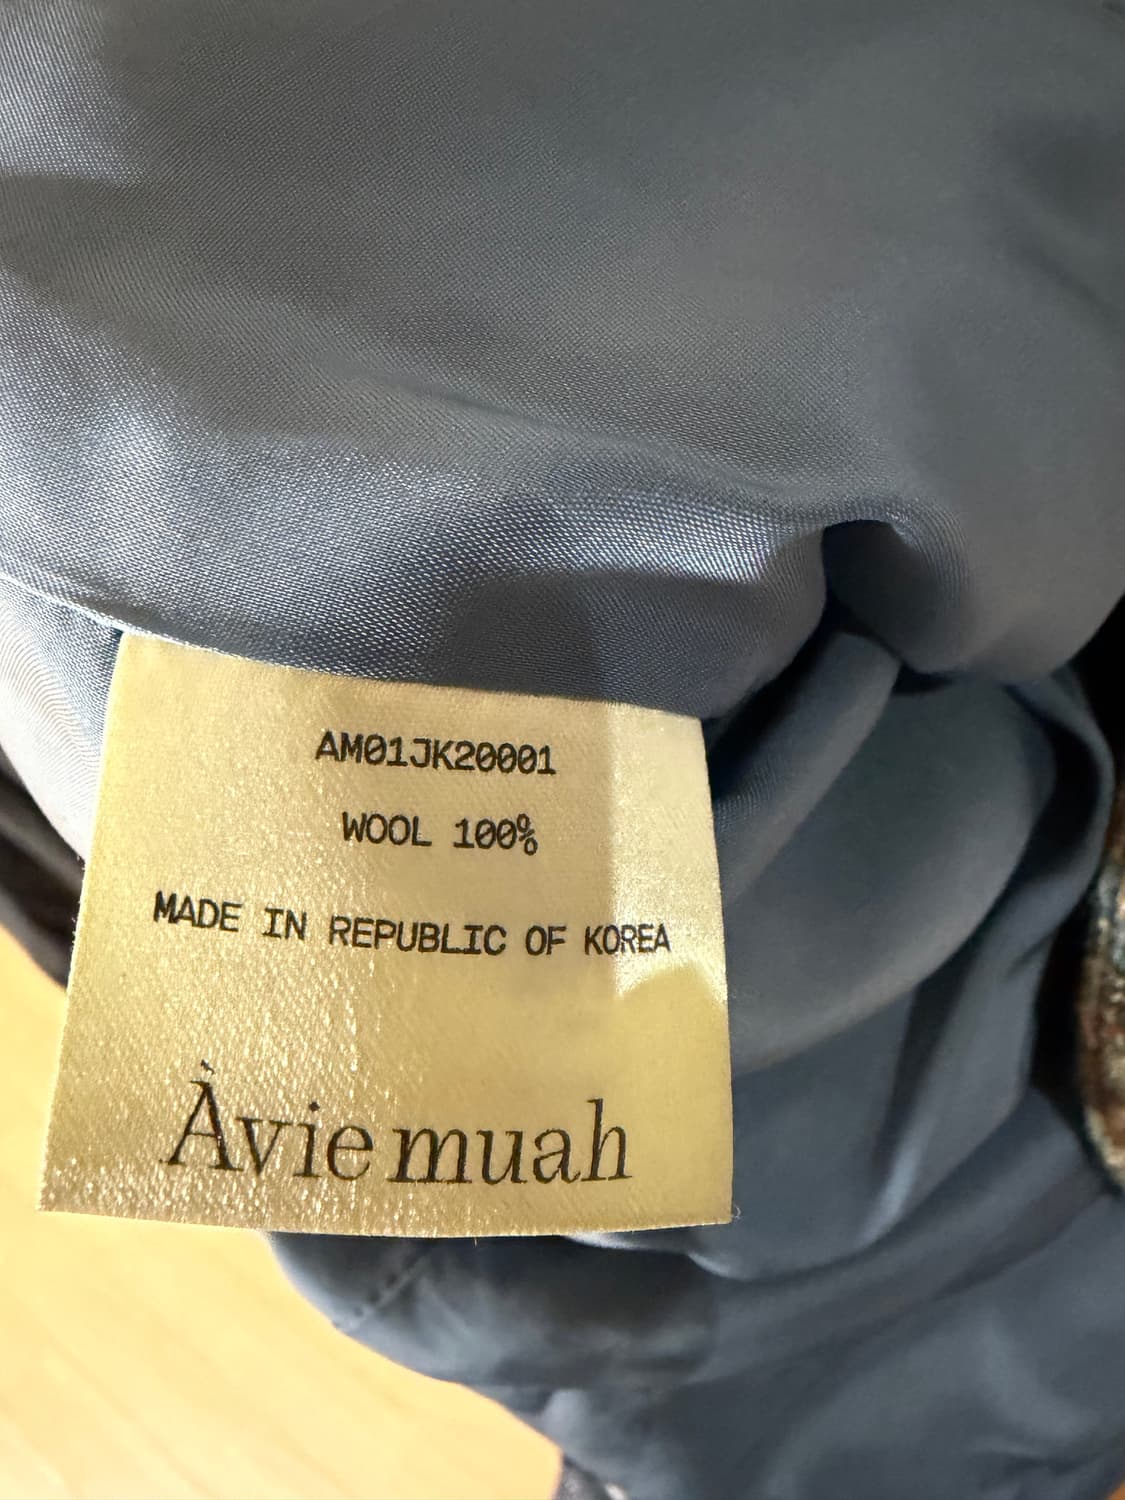 AM01JK20001
WOOL 100%
MADE IN REPUBLIC OF KOREA
Àvie muah